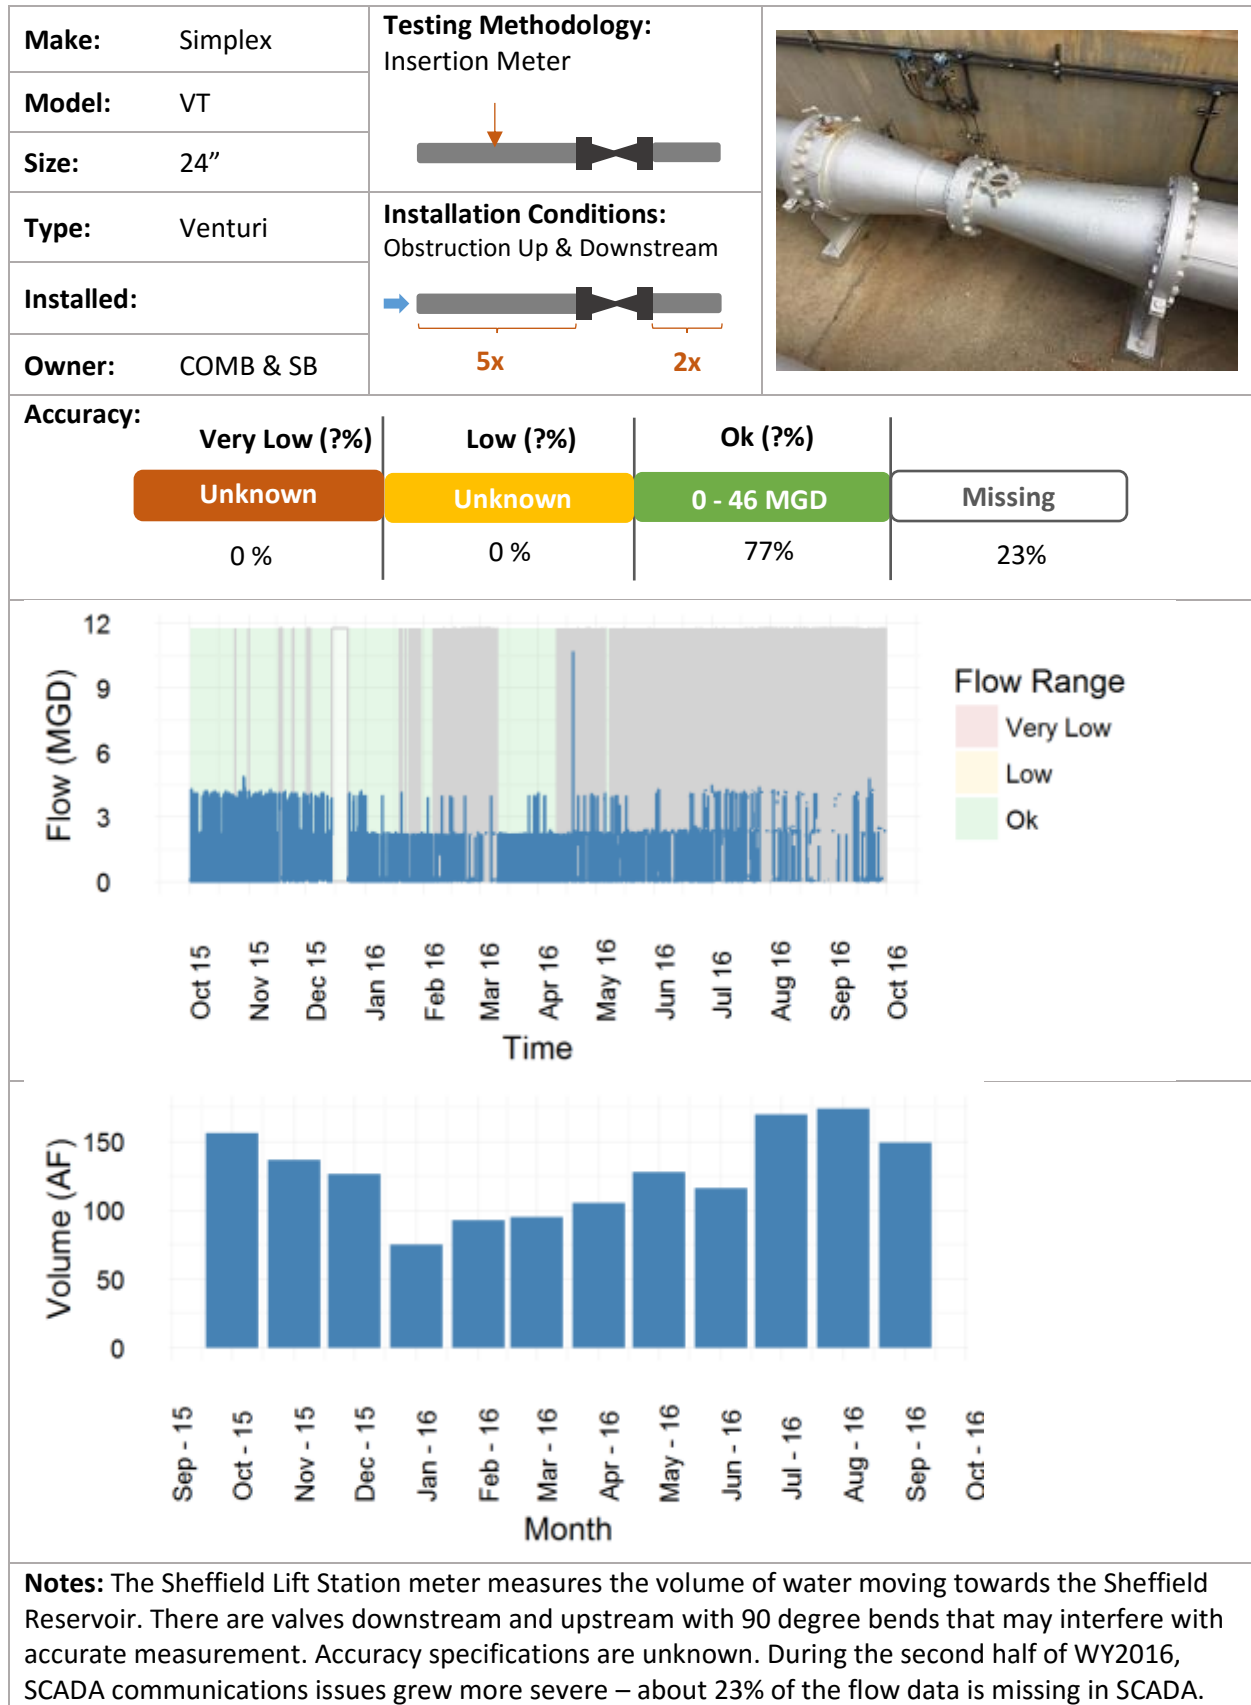 Make: Simplex
Model: VT
Size: 24”
Type: Venturi
Installed:
Owner: COMB & SB
Testing Methodology:
Insertion Meter
Installation Conditions:
Obstruction Up & Downstream
5x 2x
Accuracy:
Very Low (?%) Low (?%) Ok (?%)
Unknown Unknown 0 - 46 MGD Missing
0 % 0 % 77% 23%
Flow (MGD)
12
9
6
3
0
Oct 15 Nov 15 Dec 15 Jan 16 Feb 16 Mar 16 Apr 16 May 16 Jun 16 Jul 16 Aug 16 Sep 16 Oct 16
Time
Flow Range
Very Low
Low
Ok
Volume (AF)
150
100
50
0
Sep - 15 Oct - 15 Nov - 15 Dec - 15 Jan - 16 Feb - 16 Mar - 16 Apr - 16 May - 16 Jun - 16 Jul - 16 Aug - 16 Sep - 16 Oct - 16
Month
Notes: The Sheffield Lift Station meter measures the volume of water moving towards the Sheffield
Reservoir. There are valves downstream and upstream with 90 degree bends that may interfere with
accurate measurement. Accuracy specifications are unknown. During the second half of WY2016,
SCADA communications issues grew more severe – about 23% of the flow data is missing in SCADA.